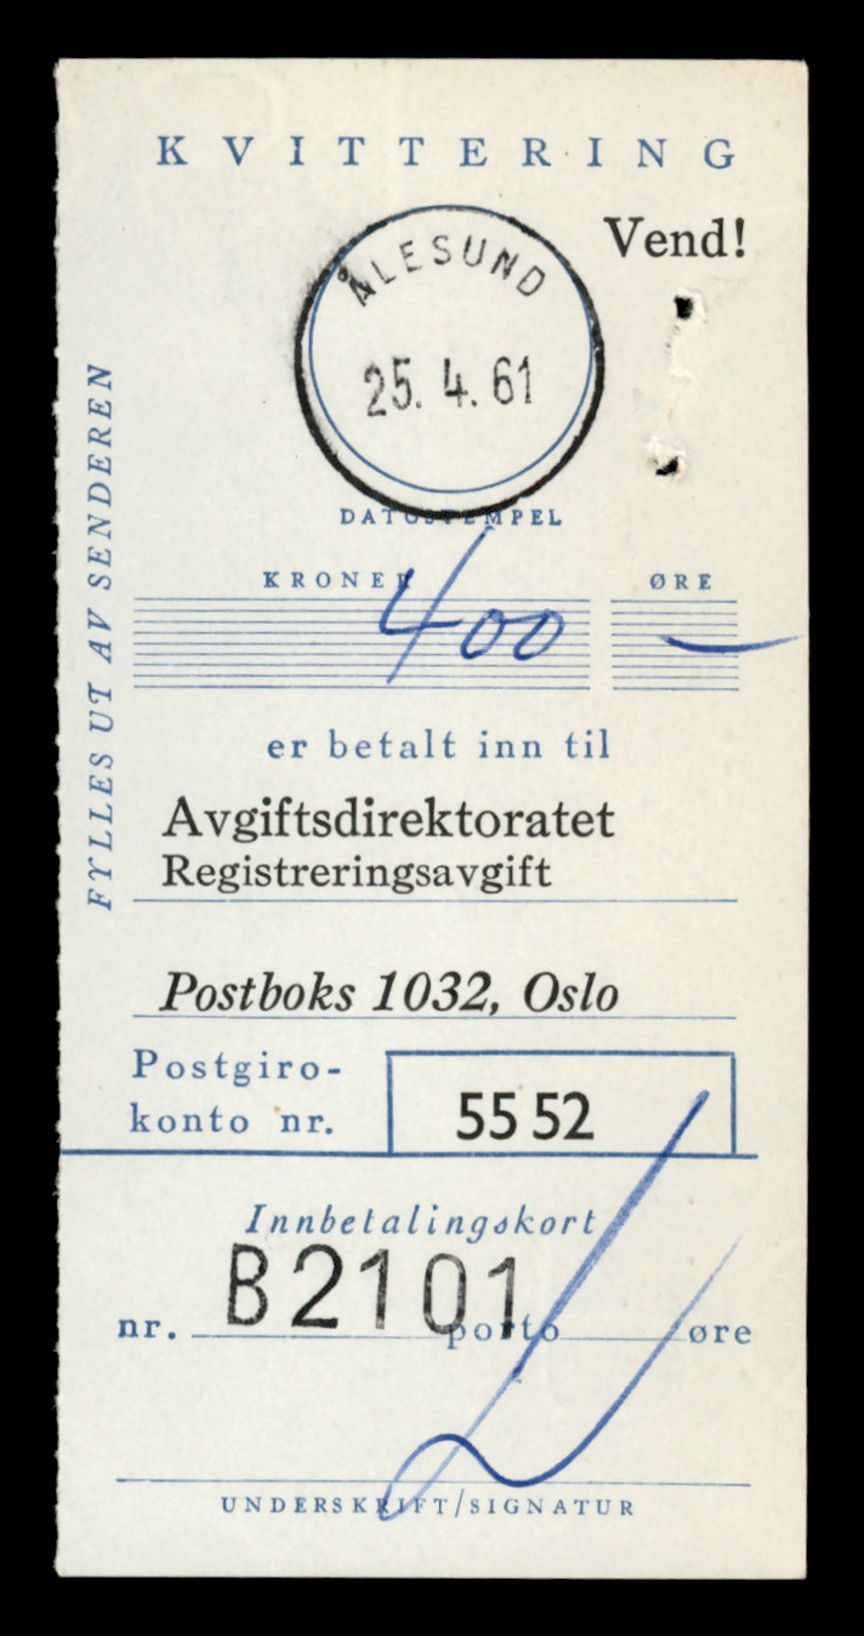 KVITTERING
Vend!
ÅLESUND
25. 4. 61
DATOSTEMPEL
FYLLES UT AV SENDEREN
KRONER ØRE
400 —
er betalt inn til
Avgiftsdirektoratet
Registreringsavgift
Postboks 1032, Oslo
Postgiro-
konto nr. 55 52
Innbetalingskort
nr. B2101 porto øre
UNDERSKRIFT/SIGNATUR